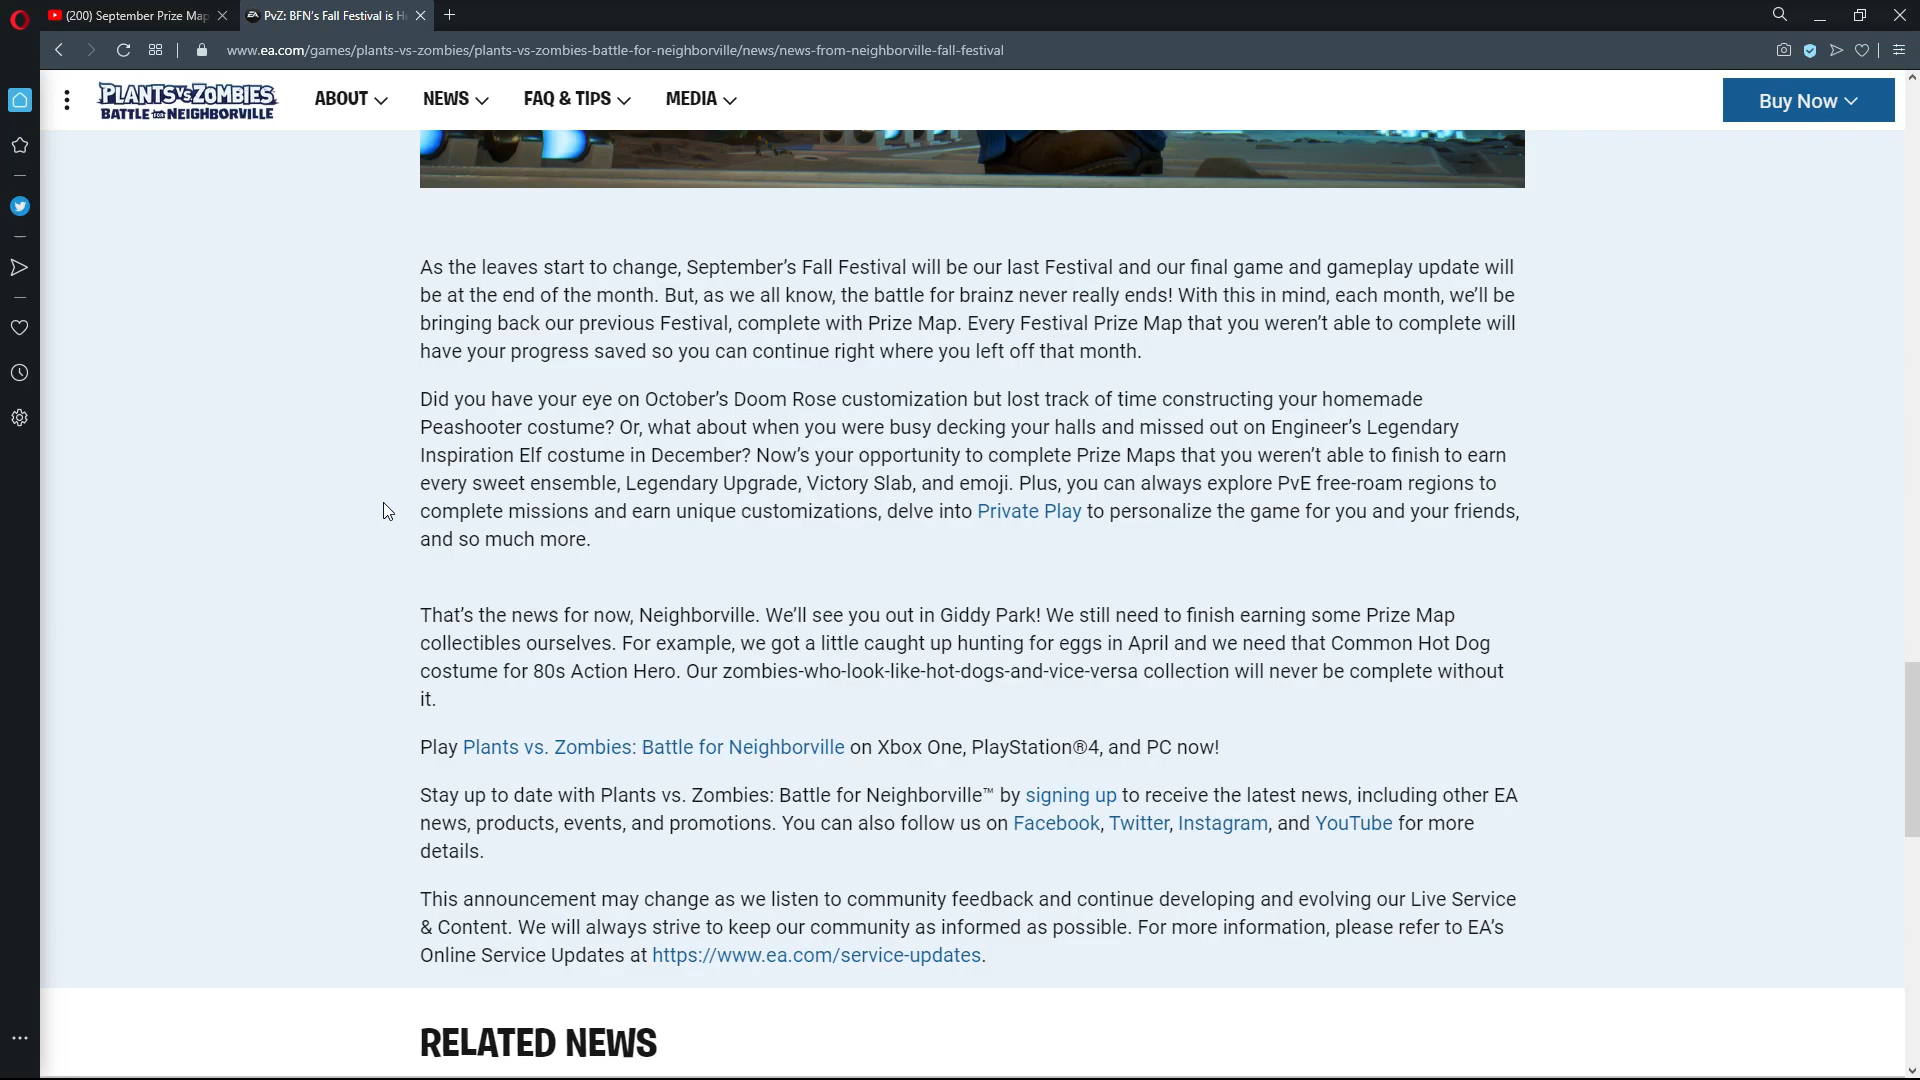 (200) September Prize Map
PvZ: BFN's Fall Festival is H
www.ea.com/games/plants-vs-zombies/plants-vs-zombies-battle-for-neighborville/news/news-from-neighborville-fall-festival
PLANTS VS. ZOMBIES
BATTLE FOR NEIGHBORVILLE
ABOUT
NEWS
FAQ & TIPS
MEDIA
Buy Now
As the leaves start to change, September's Fall Festival will be our last Festival and our final game and gameplay update will
be at the end of the month. But, as we all know, the battle for brainz never really ends! With this in mind, each month, we'll be
bringing back our previous Festival, complete with Prize Map. Every Festival Prize Map that you weren't able to complete will
have your progress saved so you can continue right where you left off that month.
Did you have your eye on October's Doom Rose customization but lost track of time constructing your homemade
Peashooter costume? Or, what about when you were busy decking your halls and missed out on Engineer's Legendary
Inspiration Elf costume in December? Now's your opportunity to complete Prize Maps that you weren't able to finish to earn
every sweet ensemble, Legendary Upgrade, Victory Slab, and emoji. Plus, you can always explore PvE free-roam regions to
complete missions and earn unique customizations, delve into Private Play to personalize the game for you and your friends,
and so much more.
That's the news for now, Neighborville. We'll see you out in Giddy Park! We still need to finish earning some Prize Map
collectibles ourselves. For example, we got a little caught up hunting for eggs in April and we need that Common Hot Dog
costume for 80s Action Hero. Our zombies-who-look-like-hot-dogs-and-vice-versa collection will never be complete without
it.
Play Plants vs. Zombies: Battle for Neighborville on Xbox One, PlayStation®4, and PC now!
Stay up to date with Plants vs. Zombies: Battle for Neighborville™ by signing up to receive the latest news, including other EA
news, products, events, and promotions. You can also follow us on Facebook, Twitter, Instagram, and YouTube for more
details.
This announcement may change as we listen to community feedback and continue developing and evolving our Live Service
& Content. We will always strive to keep our community as informed as possible. For more information, please refer to EA's
Online Service Updates at https://www.ea.com/service-updates.
RELATED NEWS